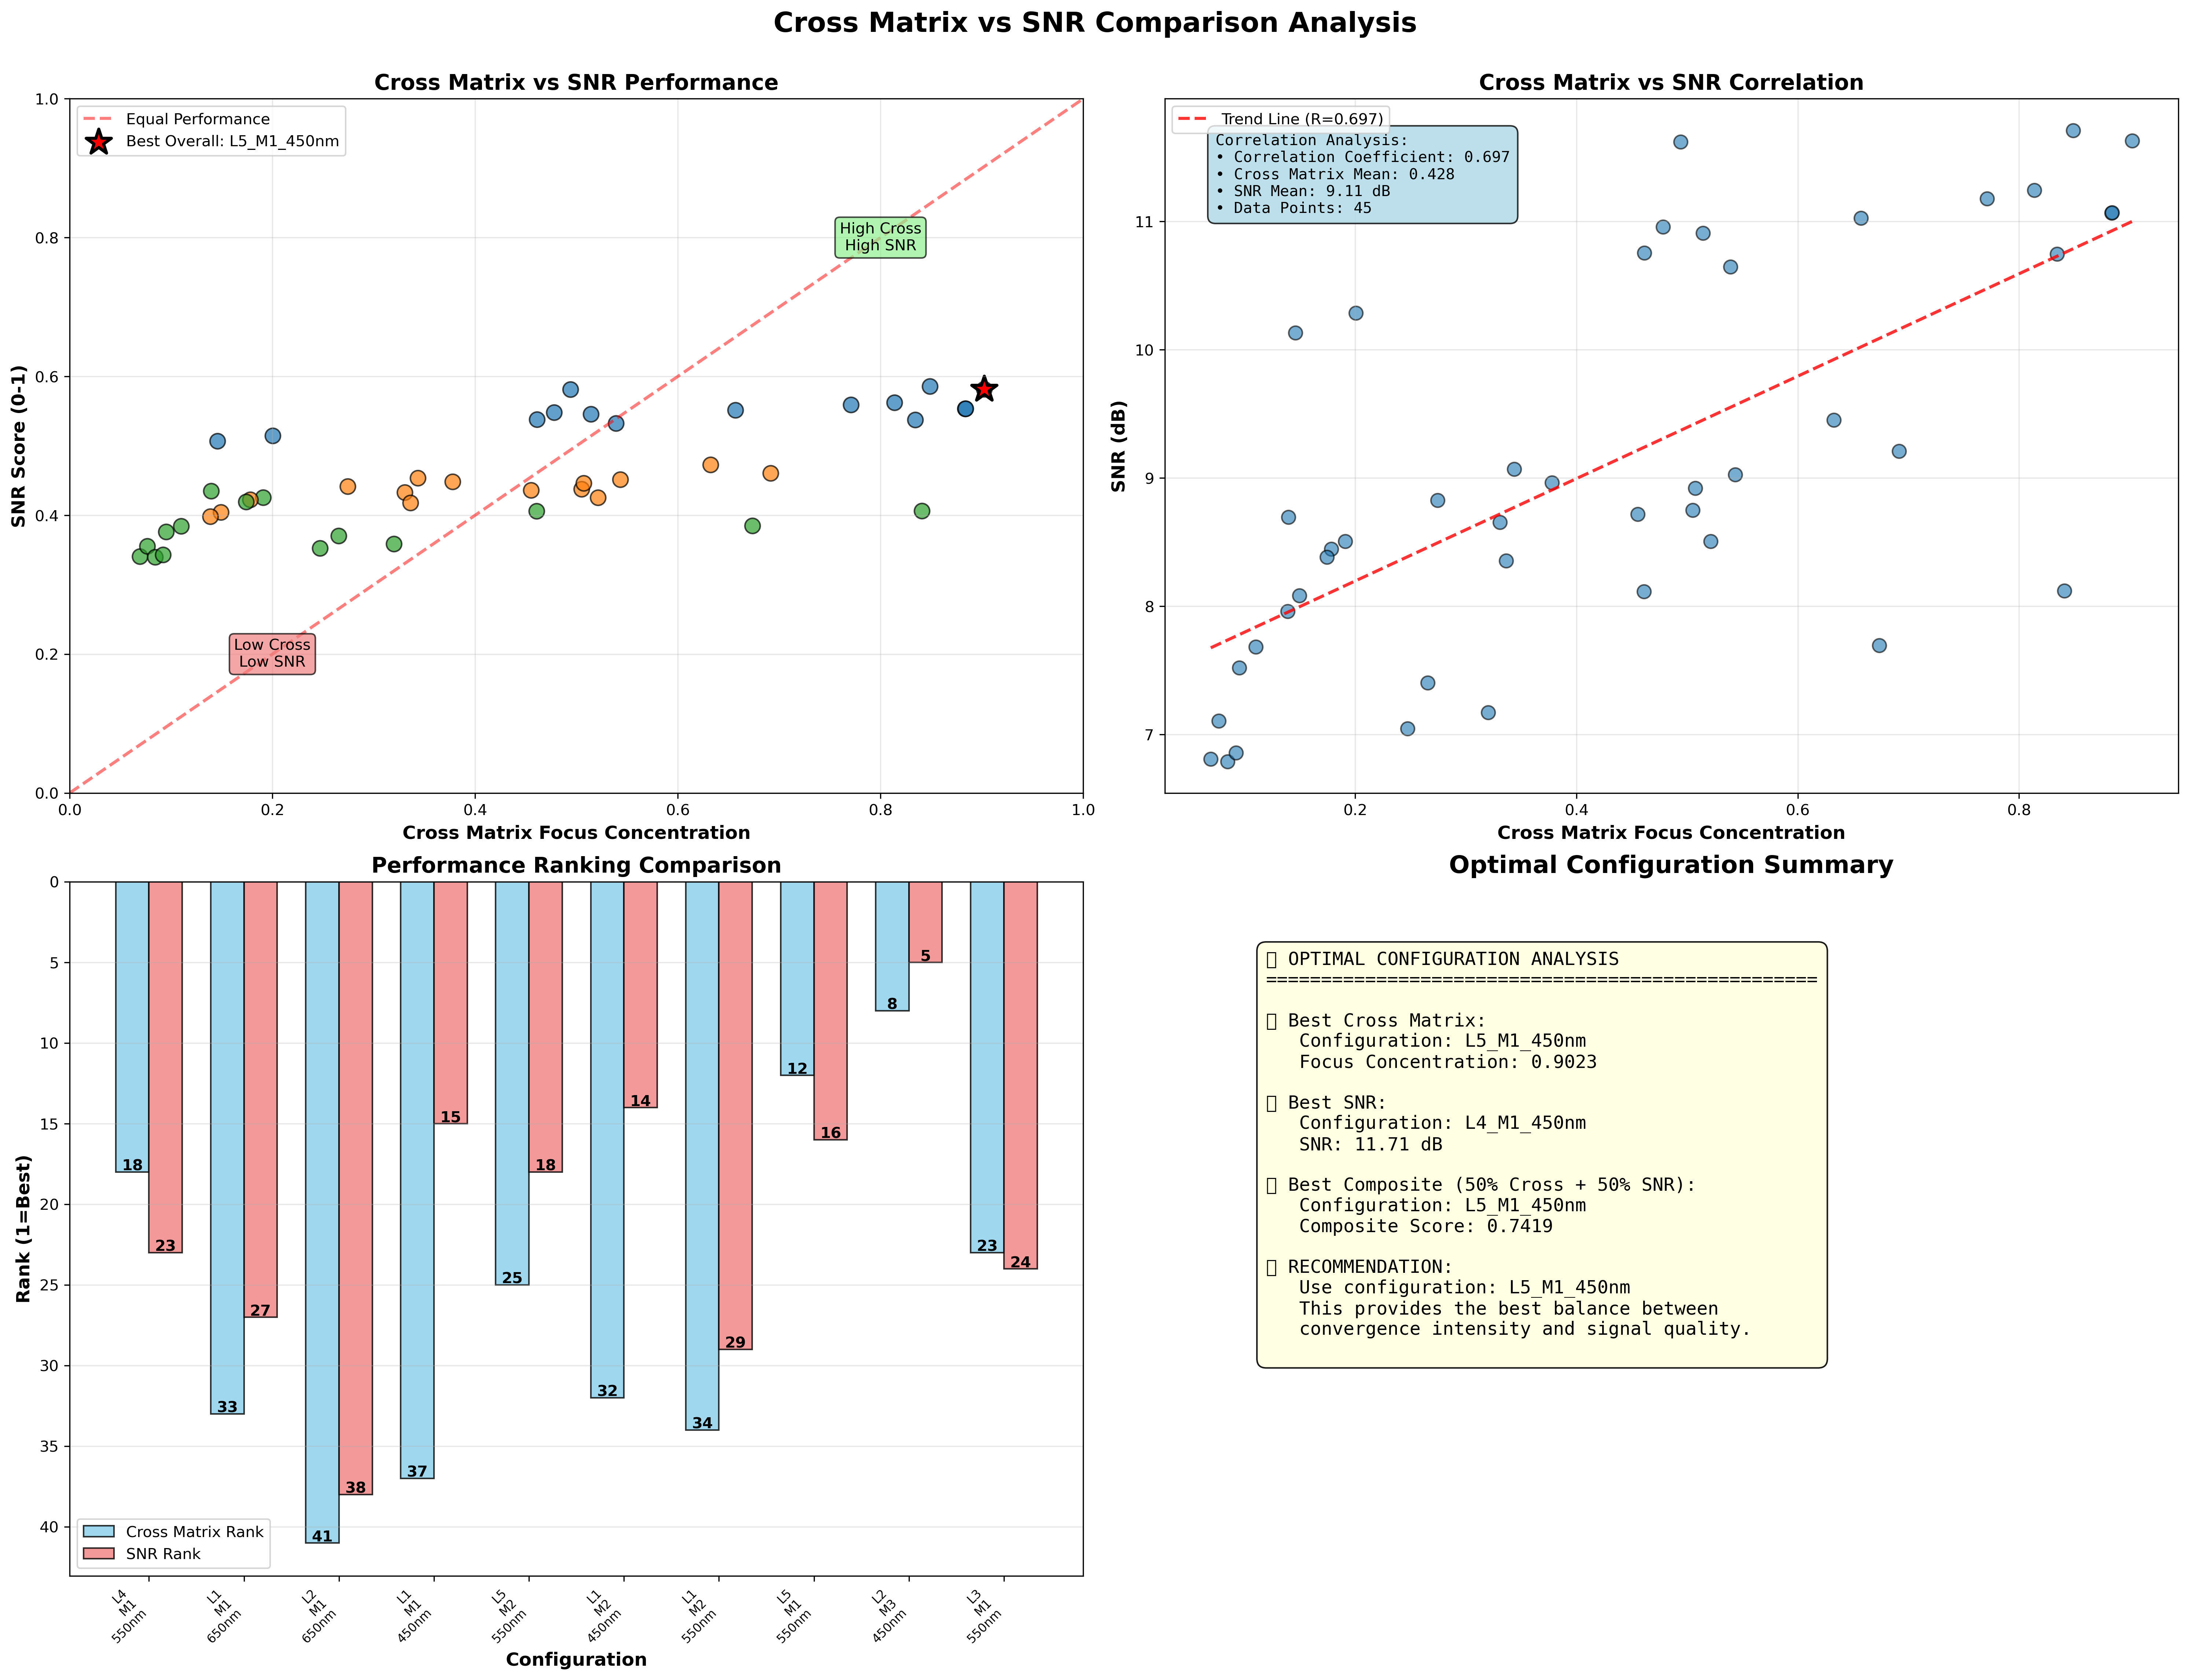 Cross Matrix vs SNR Comparison Analysis
Cross Matrix vs SNR Performance
Equal Performance
Best Overall: L5_M1_450nm
High Cross
High SNR
Low Cross
Low SNR
1.0
0.8
0.6
0.4
0.2
0.0
SNR Score (0-1)
0.0 0.2 0.4 0.6 0.8 1.0
Cross Matrix Focus Concentration
Cross Matrix vs SNR Correlation
Trend Line (R=0.697)
Correlation Analysis:
• Correlation Coefficient: 0.697
• Cross Matrix Mean: 0.428
• SNR Mean: 9.11 dB
• Data Points: 45
11
10
9
8
7
SNR (dB)
0.2 0.4 0.6 0.8
Cross Matrix Focus Concentration
Performance Ranking Comparison
0
5
10
15
20
25
30
35
40
Rank (1=Best)
18 23 33 27 41 38 37 15 25 18 32 14 34 29 12 16 8 5 23 24
Cross Matrix Rank
SNR Rank
L4
M1
550nm
L1
M1
650nm
L2
M1
650nm
L1
M1
450nm
L5
M2
550nm
L1
M2
450nm
L1
M2
550nm
L5
M1
550nm
L2
M3
450nm
L3
M1
550nm
Configuration
Optimal Configuration Summary
OPTIMAL CONFIGURATION ANALYSIS
==================================================
Best Cross Matrix:
Configuration: L5_M1_450nm
Focus Concentration: 0.9023
Best SNR:
Configuration: L4_M1_450nm
SNR: 11.71 dB
Best Composite (50% Cross + 50% SNR):
Configuration: L5_M1_450nm
Composite Score: 0.7419
RECOMMENDATION:
Use configuration: L5_M1_450nm
This provides the best balance between
convergence intensity and signal quality.